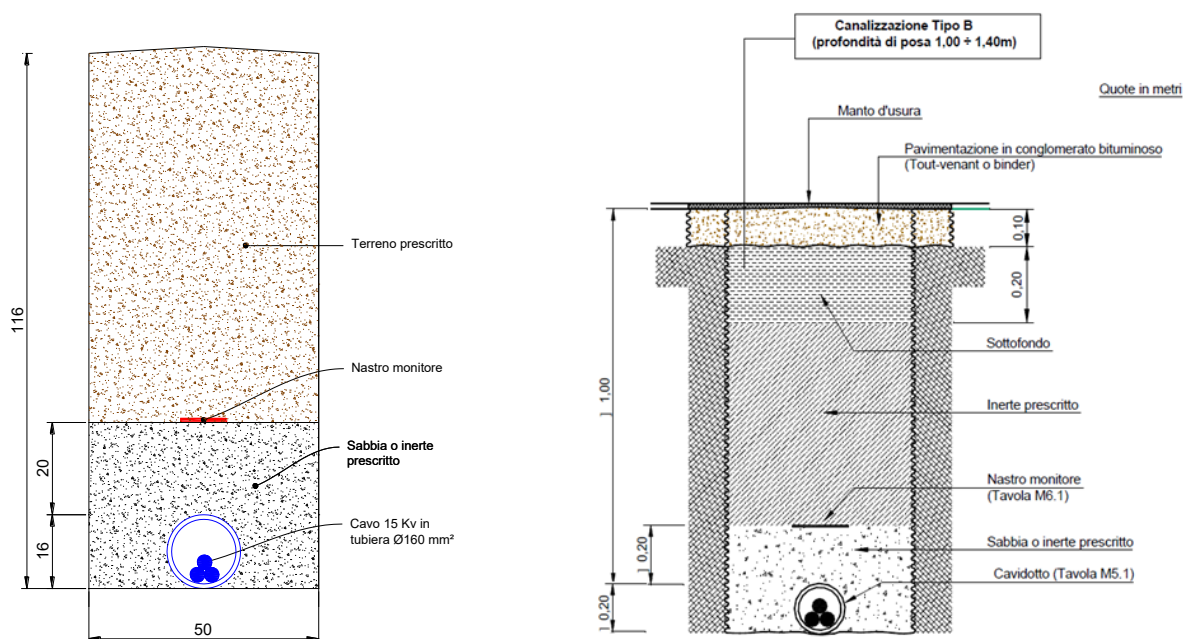 116
20
16
50
Terreno prescritto
Nastro monitore
Sabbia o inerte
prescritto
Cavo 15 Kv in
tubiera Ø160 mm²
Canalizzazione Tipo B
(profondità di posa 1,00 ÷ 1,40m)
Quote in metri
Manto d'usura
Pavimentazione in conglomerato bituminoso
(Tout-venant o binder)
0,10
0,20
Sottofondo
] 1,00
Inerte prescritto
Nastro monitore
(Tavola M6.1)
] 0,20
Sabbia o inerte prescritto
Cavidotto (Tavola M5.1)
] 0,20